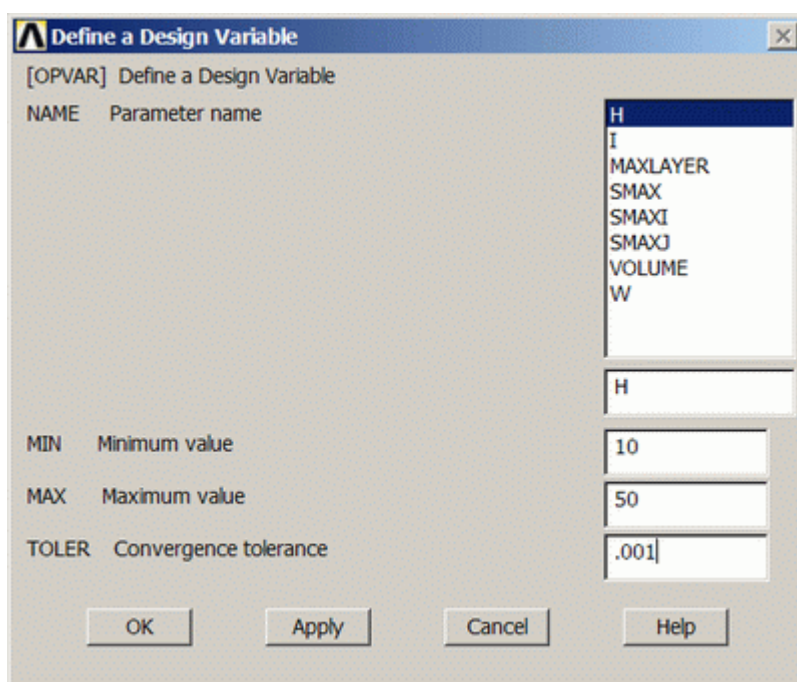 Define a Design Variable
[OPVAR] Define a Design Variable
NAME Parameter name
H
I
MAXLAYER
SMAX
SMAXI
SMAXJ
VOLUME
W
H
MIN Minimum value 10
MAX Maximum value 50
TOLER Convergence tolerance .001
OK Apply Cancel Help